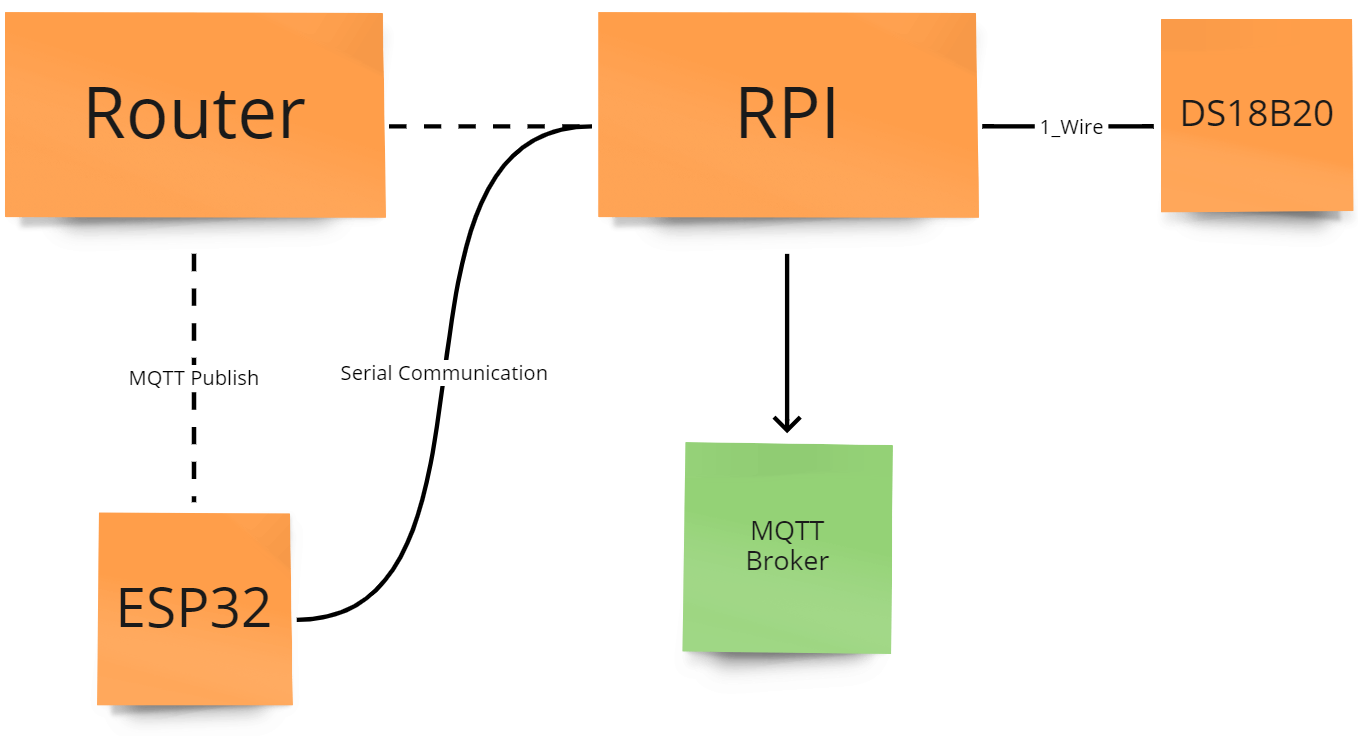 Router
RPI
DS18B20
1_Wire
MQTT Publish
Serial Communication
MQTT
Broker
ESP32